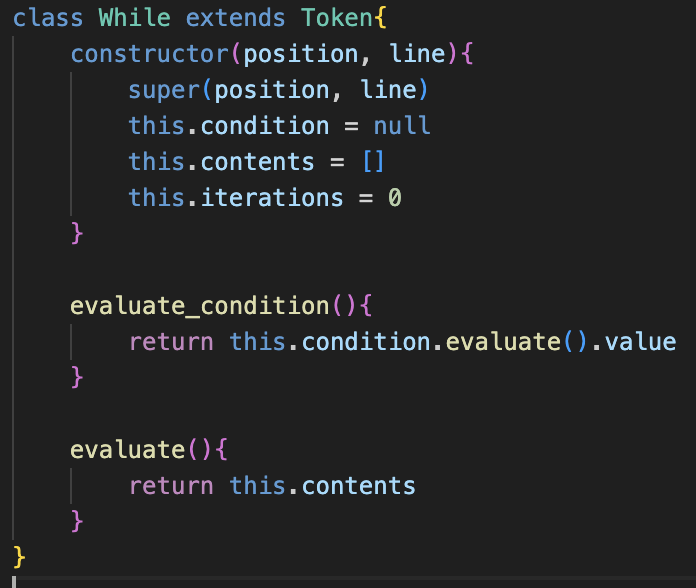 class While extends Token{
    constructor(position, line){
        super(position, line)
        this.condition = null
        this.contents = []
        this.iterations = 0
    }

    evaluate_condition(){
        return this.condition.evaluate().value
    }

    evaluate(){
        return this.contents
    }
}